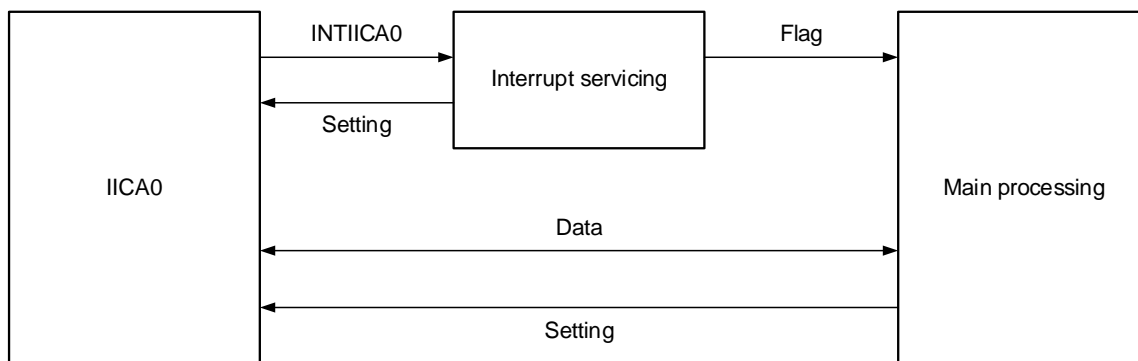 INTIICA0
Flag
Interrupt servicing
Setting
IICA0
Main processing
Data
Setting